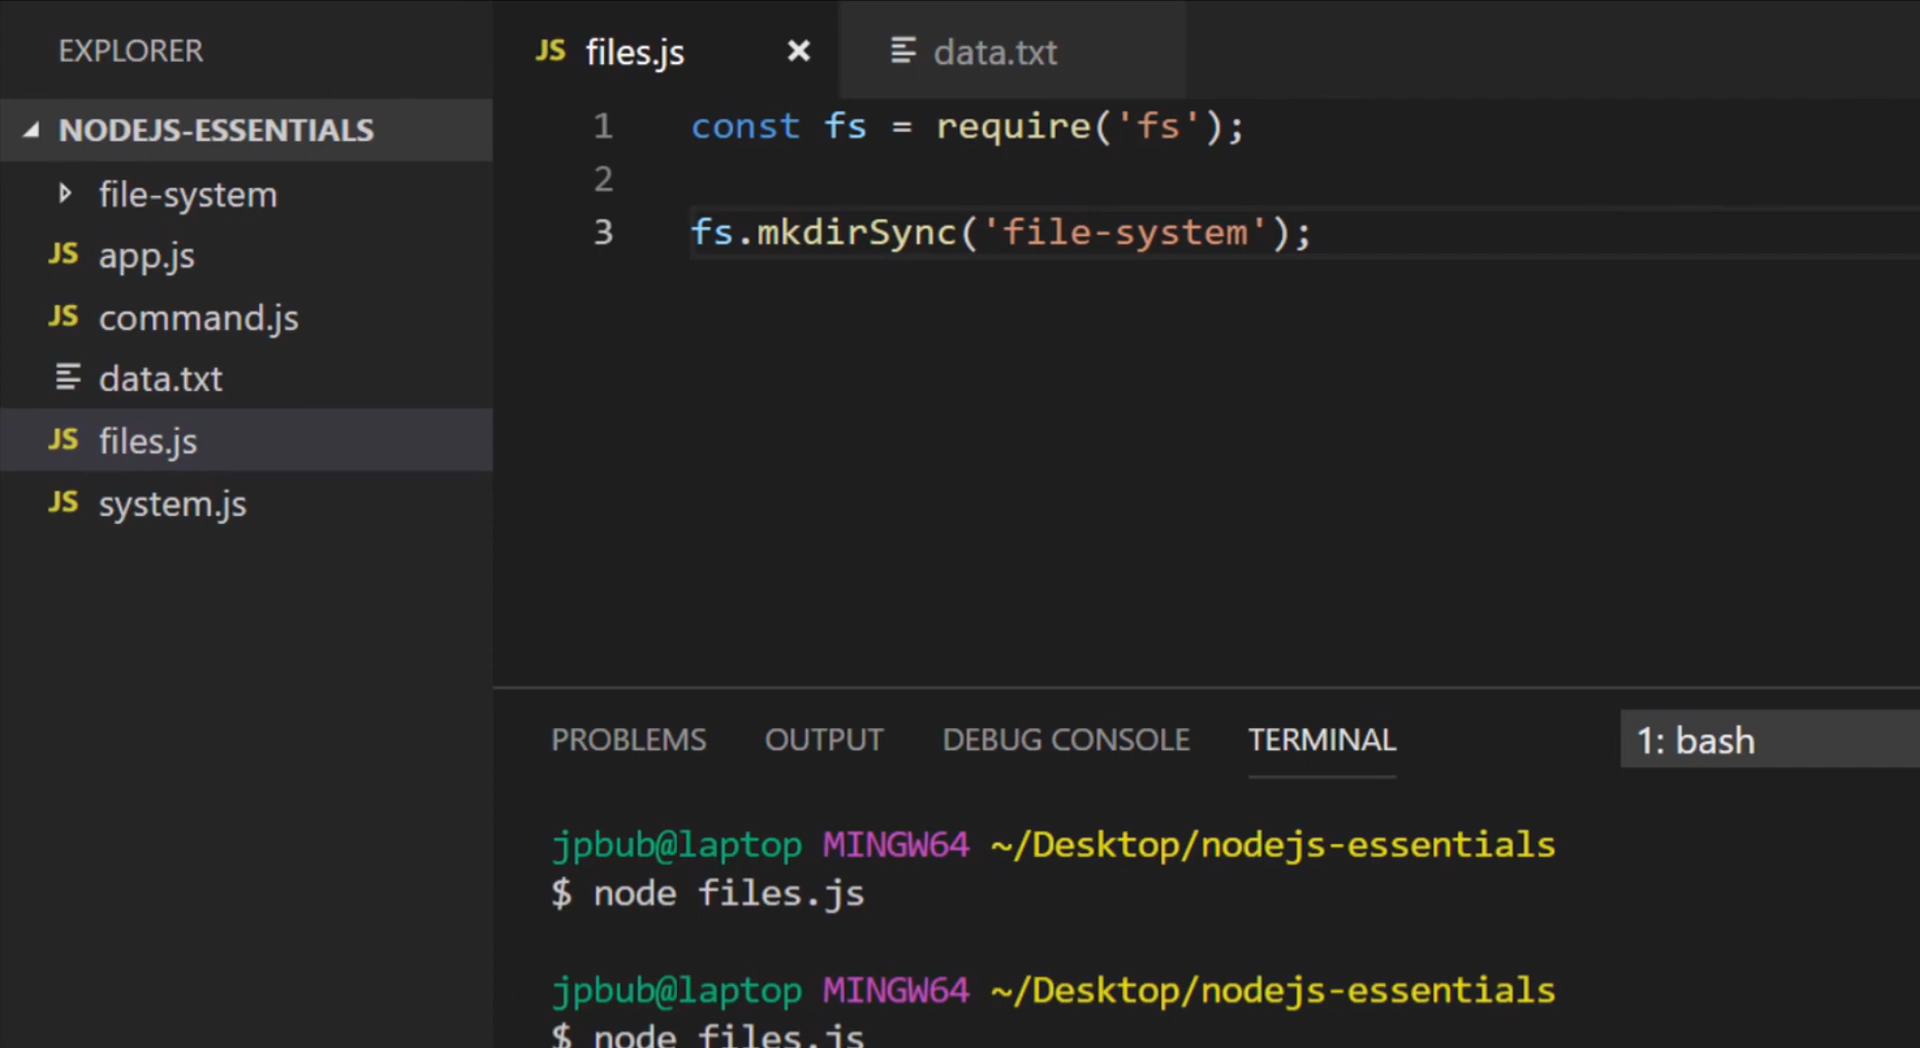 EXPLORER
NODEJS-ESSENTIALS
file-system
JS app.js
JS command.js
data.txt
JS files.js
JS system.js
JS files.js ×
data.txt
1 const fs = require('fs');
2
3 fs.mkdirSync('file-system');
PROBLEMS OUTPUT DEBUG CONSOLE TERMINAL 1: bash
jpbub@laptop MINGW64 ~/Desktop/nodejs-essentials
$ node files.js
jpbub@laptop MINGW64 ~/Desktop/nodejs-essentials
$ node files.js